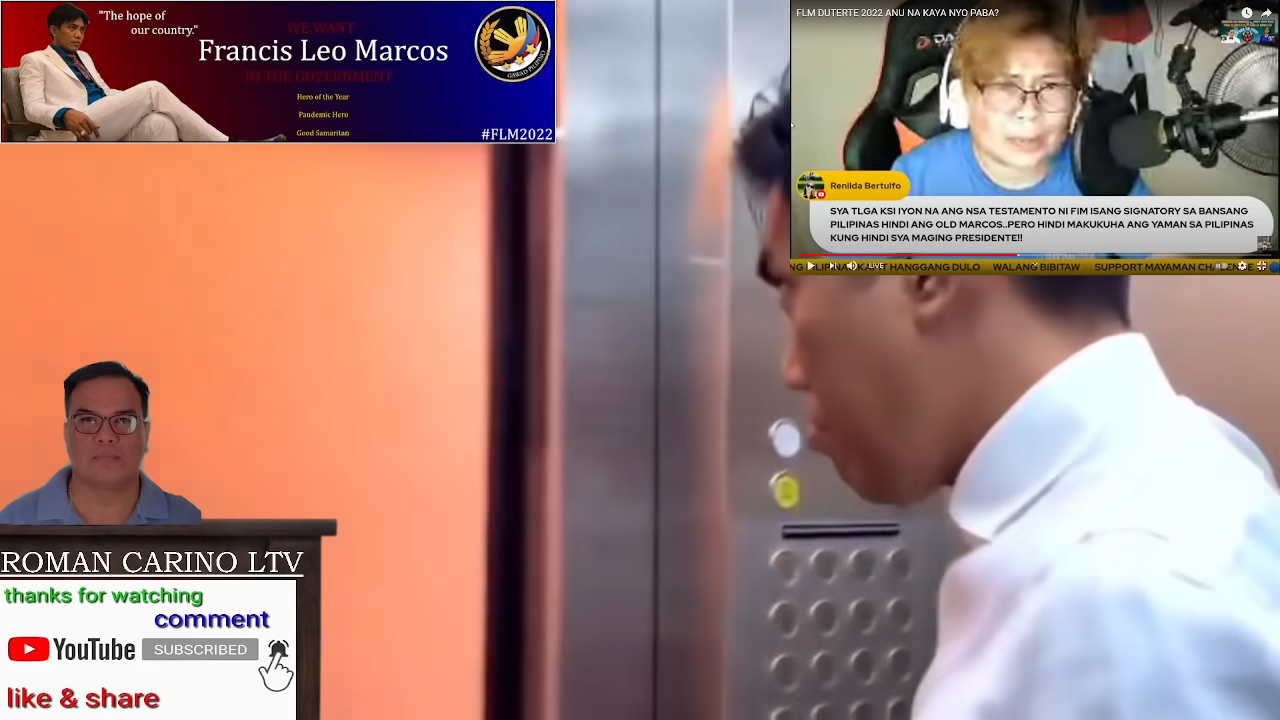 "The hope of
our country."
WE WANT
Francis Leo Marcos
IN THE GOVERNMENT
Hero of the Year
Pandemic Hero
Good Samaritan
GAWAD PILIPINO
#FLM2022
FLM DUTERTE 2022 ANU NA KAYA NYO PABA?
Renilda Bertulfo
SYA TLGA KSI IYON NA ANG NSA TESTAMENTO NI FIM ISANG SIGNATORY SA BANSANG
PILIPINAS HINDI ANG OLD MARCOS..PERO HINDI MAKUKUHA ANG YAMAN SA PILIPINAS
KUNG HINDI SYA MAGING PRESIDENTE!!
HANGGANG DULO WALANG BIBITAW SUPPORT MAYAMAN
LIVE
ROMAN CARINO LTV
thanks for watching
comment
YouTube SUBSCRIBED
like & share